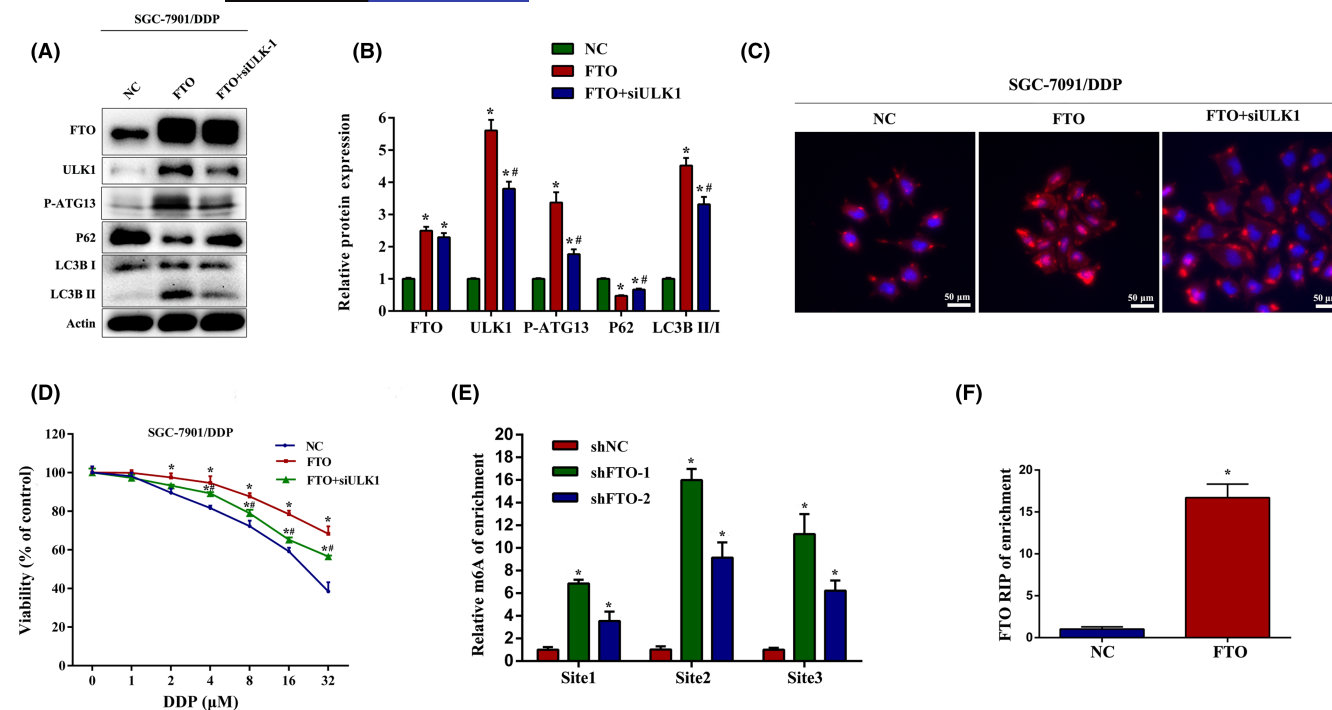 (A)
SGC-7901/DDP
NC
FTO
FTO+siULK-1
FTO
ULK1
P-ATG13
P62
LC3B I
LC3B II
Actin
(B)
NC
FTO
FTO+siULK1
Relative protein expression
6
5
4
3
2
1
0
* *
* *#
* *#
* *#
* *#
FTO ULK1 P-ATG13 P62 LC3B II/I
(C)
SGC-7091/DDP
NC FTO FTO+siULK1
50 μm 50 μm 50 μm
(D)
SGC-7901/DDP
NC
FTO
FTO+siULK1
Viability (% of control)
120
100
80
60
40
20
0
* * * * *
*# *# *# *#
0 1 2 4 8 16 32
DDP (μM)
(E)
shNC
shFTO-1
shFTO-2
Relative m6A of enrichment
20
18
16
14
12
10
8
6
4
2
0
* *
* *
* *
Site1 Site2 Site3
(F)
FTO RIP of enrichment
20
15
10
5
0
*
NC FTO